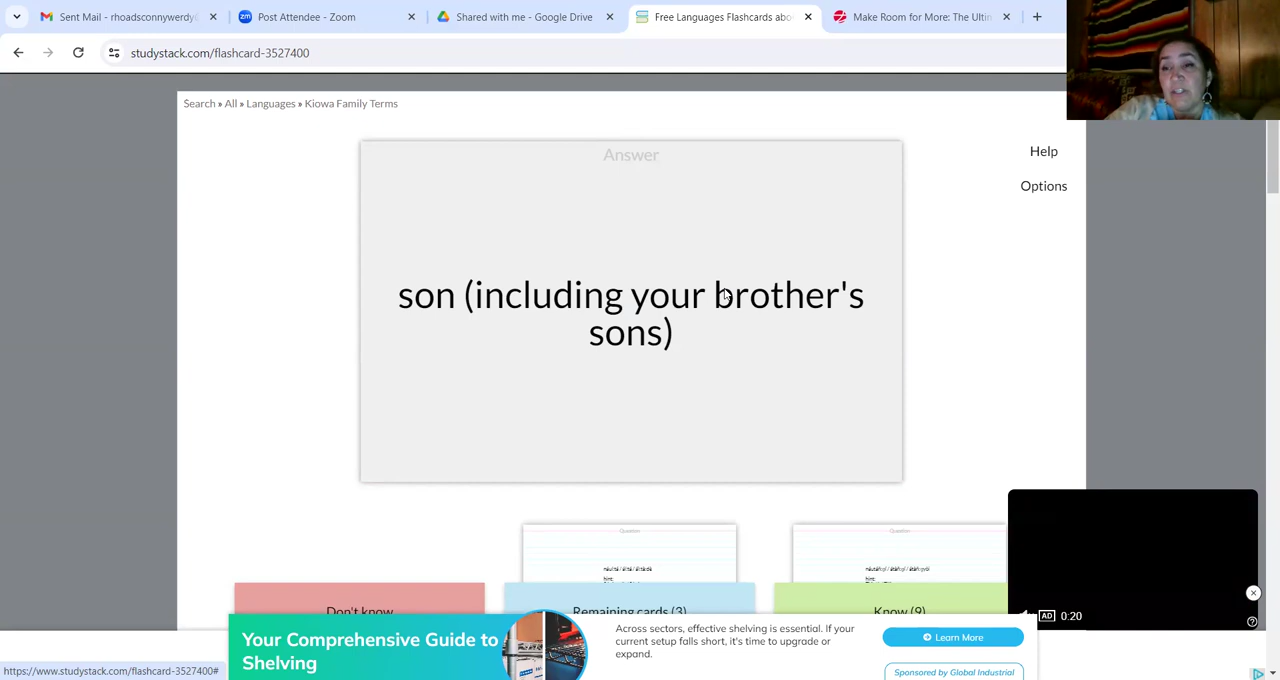 Sent Mail - rhoadsconnywerdy@
Post Attendee - Zoom
Shared with me - Google Drive
Free Languages Flashcards abo
Make Room for More: The Ultin
studystack.com/flashcard-3527400
Search » All » Languages » Kiowa Family Terms
Help
Options
Answer
son (including your brother's
sons)
Question
Question
hint:
hint:
Don't know
Remaining cards (3)
Know (9)
AD 0:20
Your Comprehensive Guide to
Shelving
Across sectors, effective shelving is essential. If your
current setup falls short, it's time to upgrade or
expand.
Learn More
Sponsored by Global Industrial
https://www.studystack.com/flashcard-3527400#